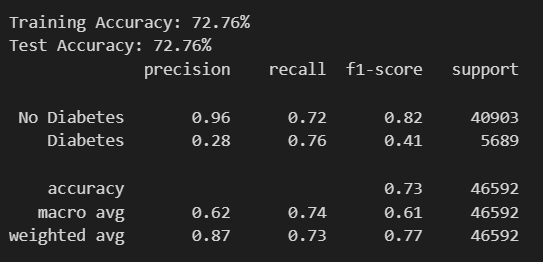 Training Accuracy: 72.76%
Test Accuracy: 72.76%
precision recall f1-score support
No Diabetes 0.96 0.72 0.82 40903
Diabetes 0.28 0.76 0.41 5689
accuracy 0.73 46592
macro avg 0.62 0.74 0.61 46592
weighted avg 0.87 0.73 0.77 46592